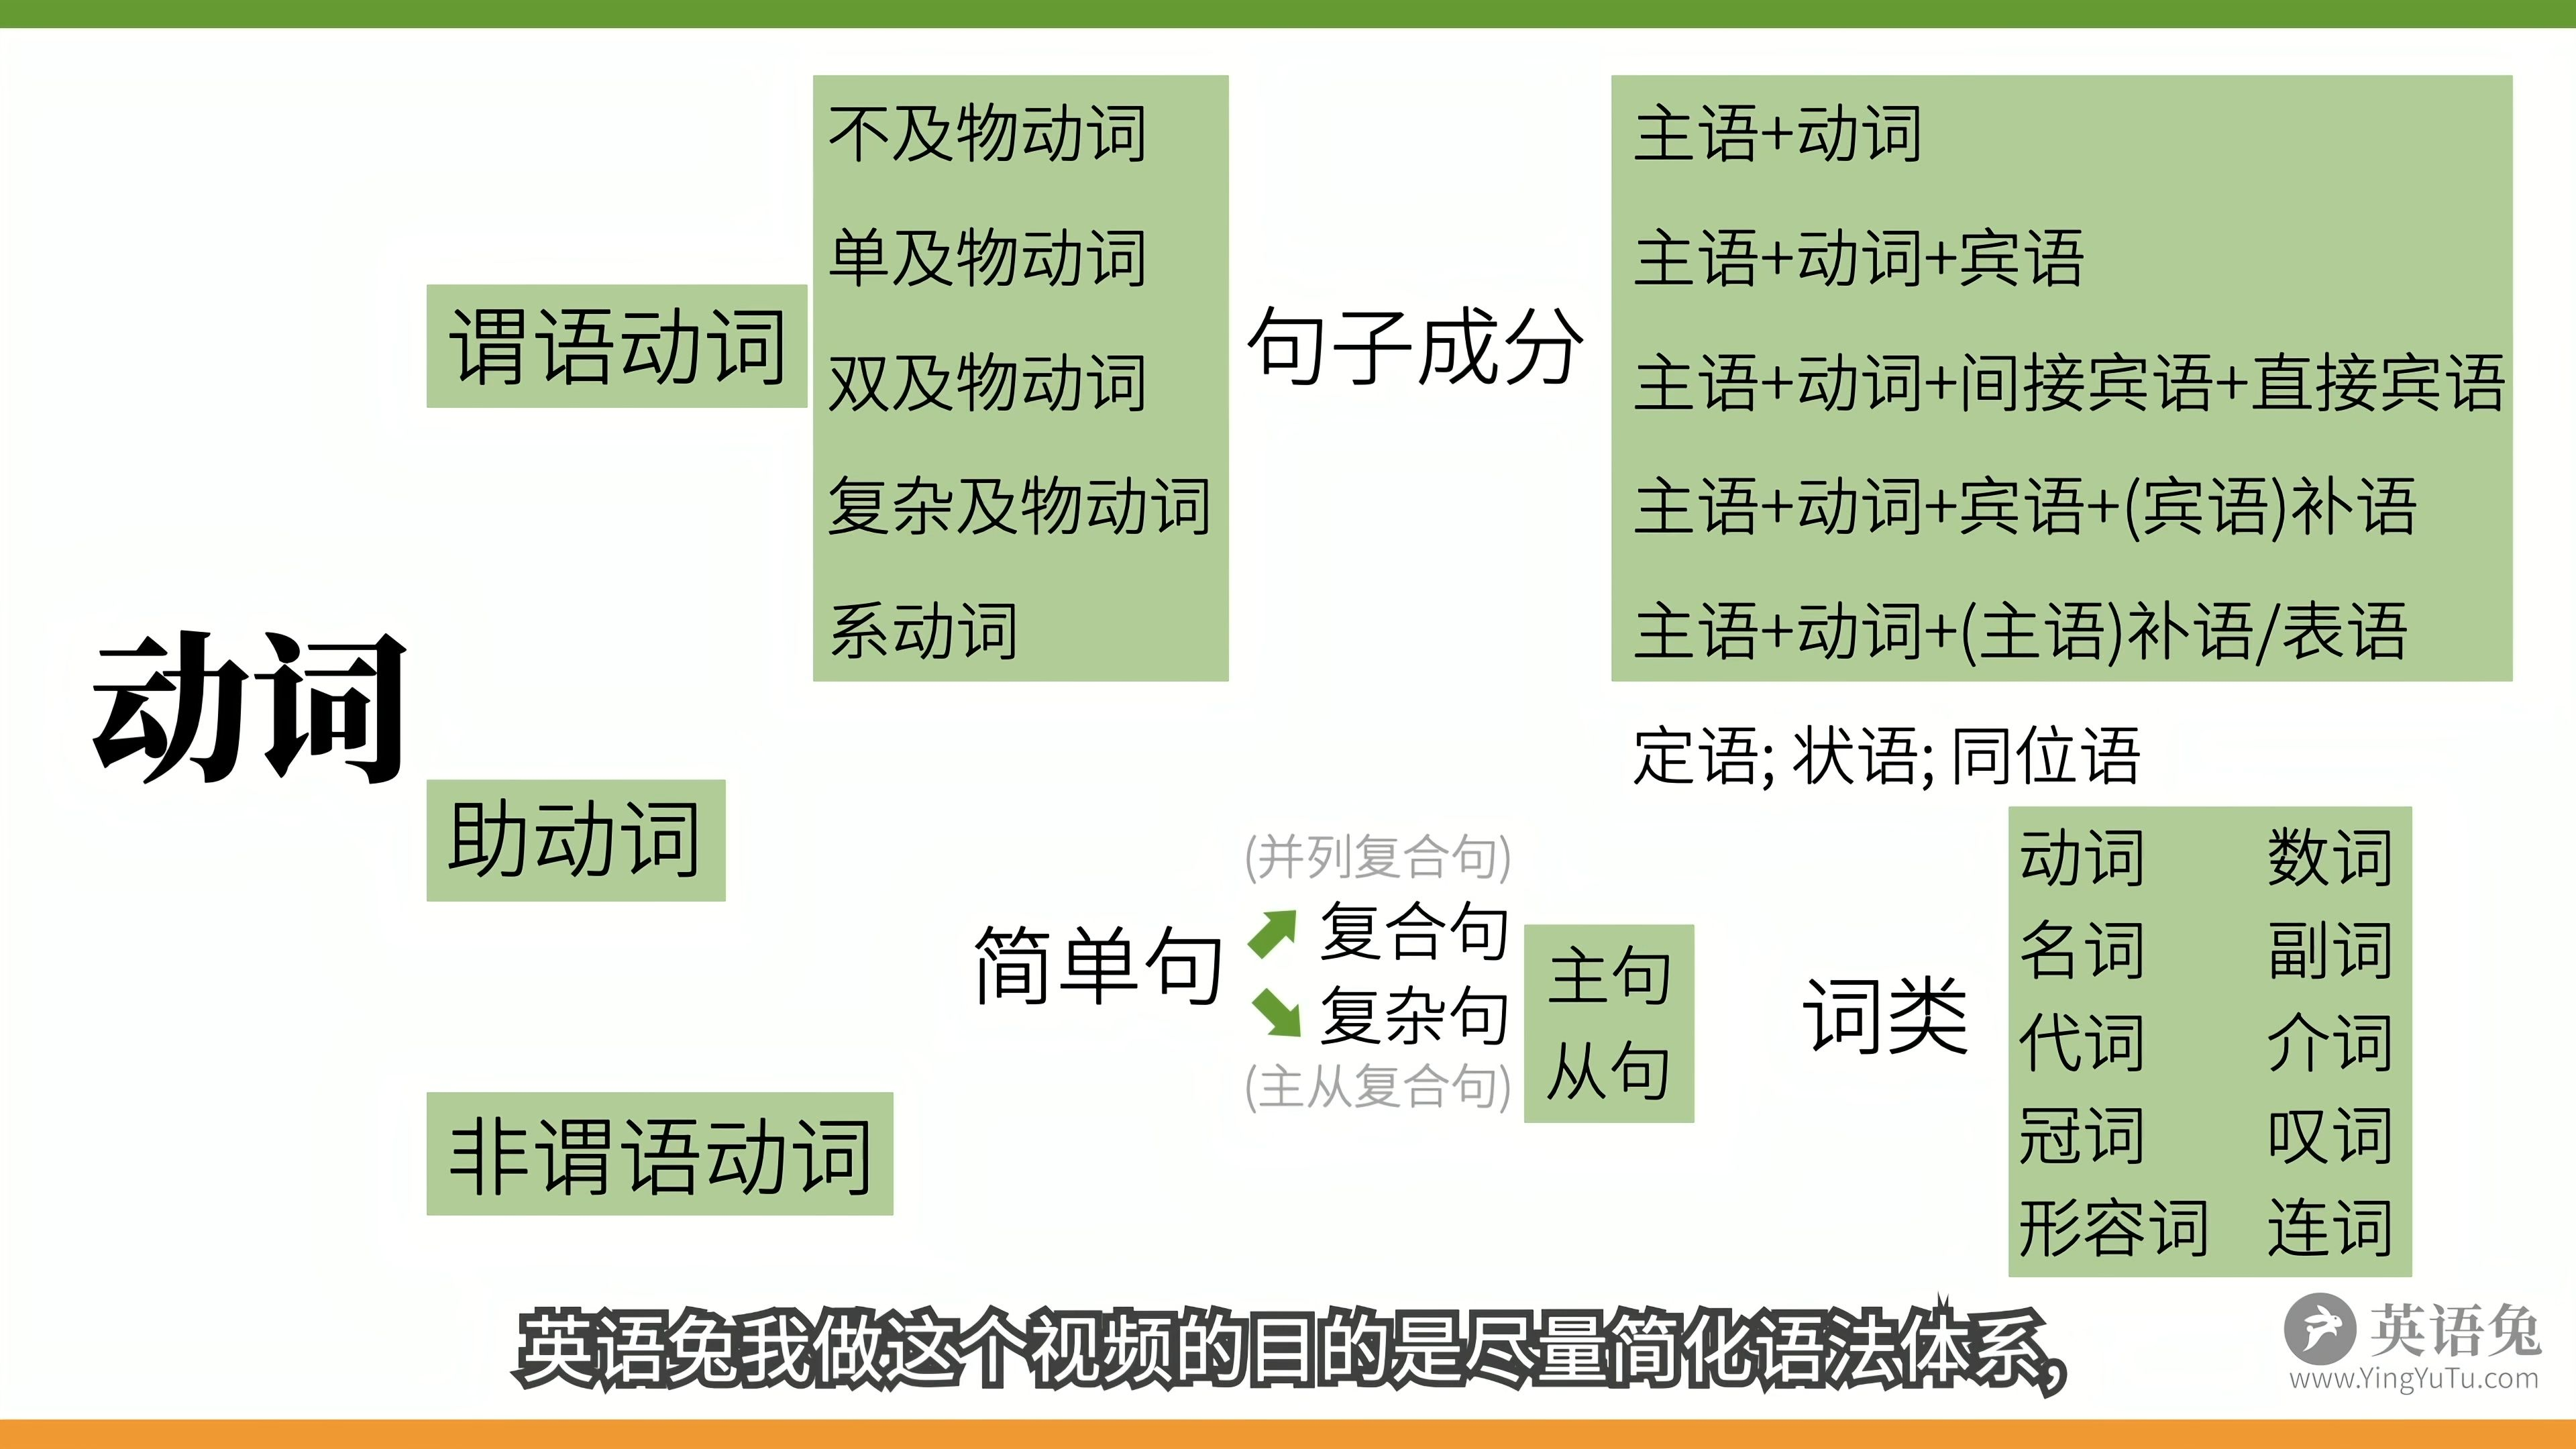 动词
谓语动词
不及物动词
单及物动词
双及物动词
复杂及物动词
系动词
句子成分
主语+动词
主语+动词+宾语
主语+动词+间接宾语+直接宾语
主语+动词+宾语+(宾语)补语
主语+动词+(主语)补语/表语
定语; 状语; 同位语
助动词
非谓语动词
简单句
(并列复合句)
复合句
复杂句
(主从复合句)
主句
从句
词类
动词 数词
名词 副词
代词 介词
冠词 叹词
形容词 连词
英语兔我做这个视频的目的是尽量简化语法体系,
英语兔
www.YingYuTu.com